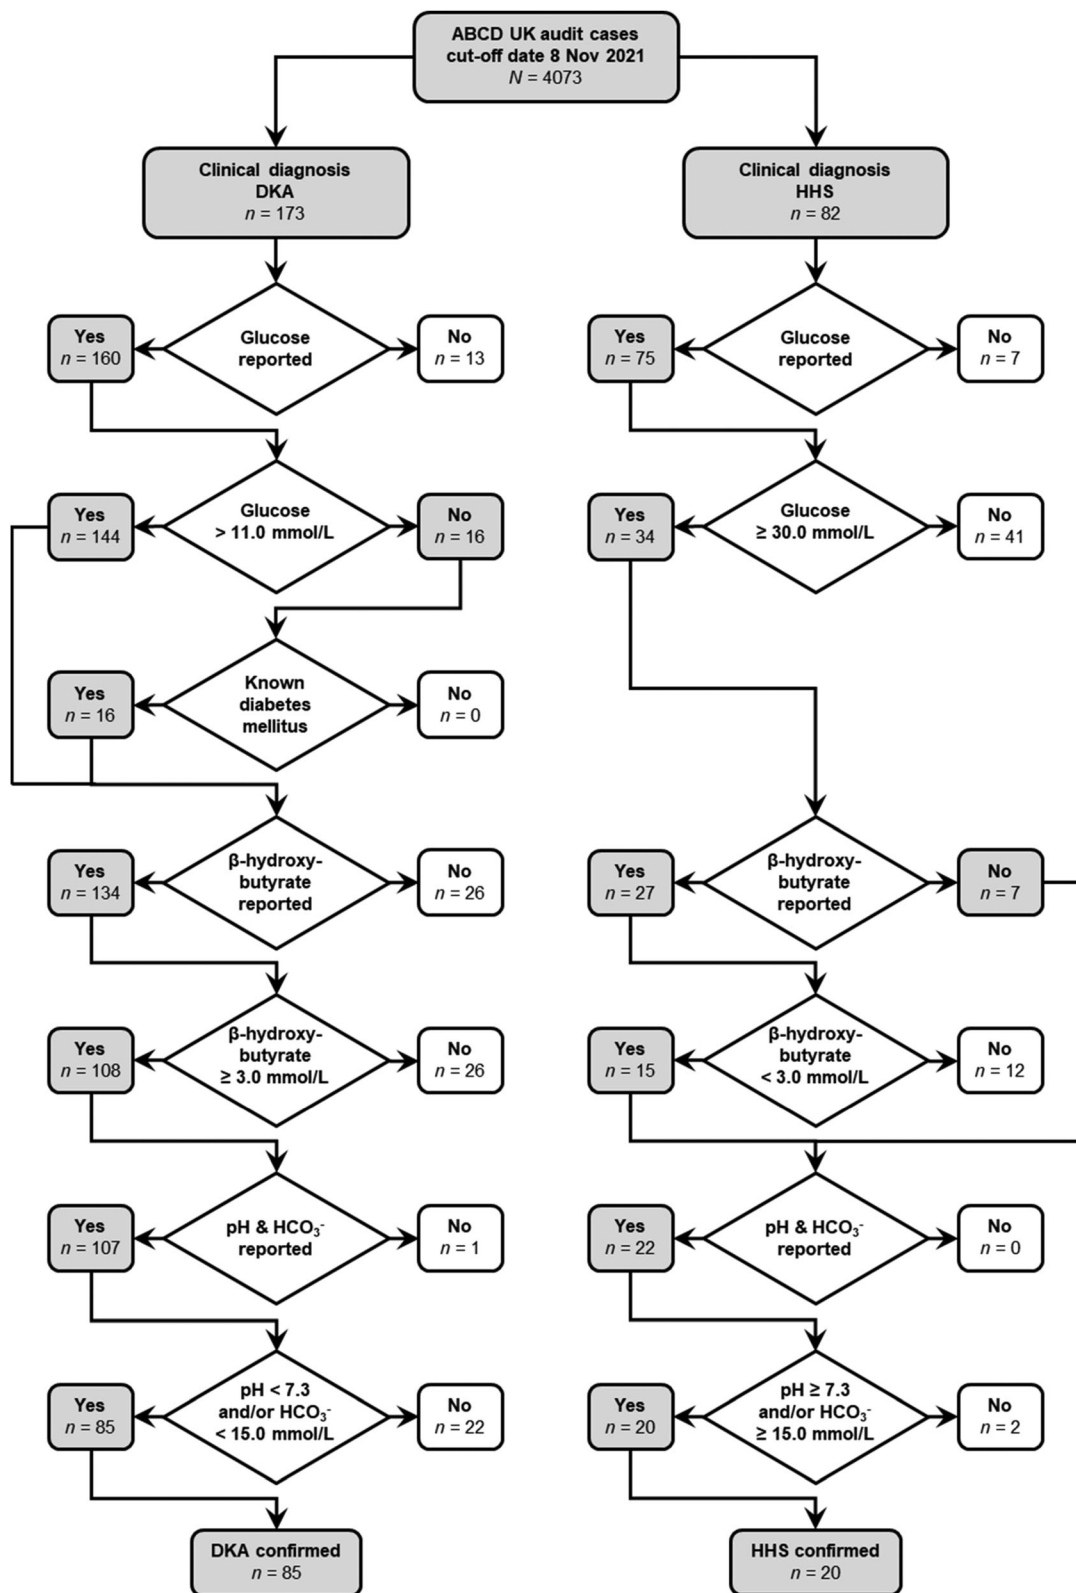 ABCD UK audit cases
cut-off date 8 Nov 2021
N = 4073
Clinical diagnosis
DKA
n = 173
Glucose
reported
Yes
n = 160
No
n = 13
Glucose
> 11.0 mmol/L
Yes
n = 144
No
n = 16
Known
diabetes
mellitus
Yes
n = 16
No
n = 0
β-hydroxy-
butyrate
reported
Yes
n = 134
No
n = 26
β-hydroxy-
butyrate
≥ 3.0 mmol/L
Yes
n = 108
No
n = 26
pH & HCO₃⁻
reported
Yes
n = 107
No
n = 1
pH < 7.3
and/or HCO₃⁻
< 15.0 mmol/L
Yes
n = 85
No
n = 22
DKA confirmed
n = 85
Clinical diagnosis
HHS
n = 82
Glucose
reported
Yes
n = 75
No
n = 7
Glucose
≥ 30.0 mmol/L
Yes
n = 34
No
n = 41
β-hydroxy-
butyrate
reported
Yes
n = 27
No
n = 7
β-hydroxy-
butyrate
< 3.0 mmol/L
Yes
n = 15
No
n = 12
pH & HCO₃⁻
reported
Yes
n = 22
No
n = 0
pH ≥ 7.3
and/or HCO₃⁻
≥ 15.0 mmol/L
Yes
n = 20
No
n = 2
HHS confirmed
n = 20